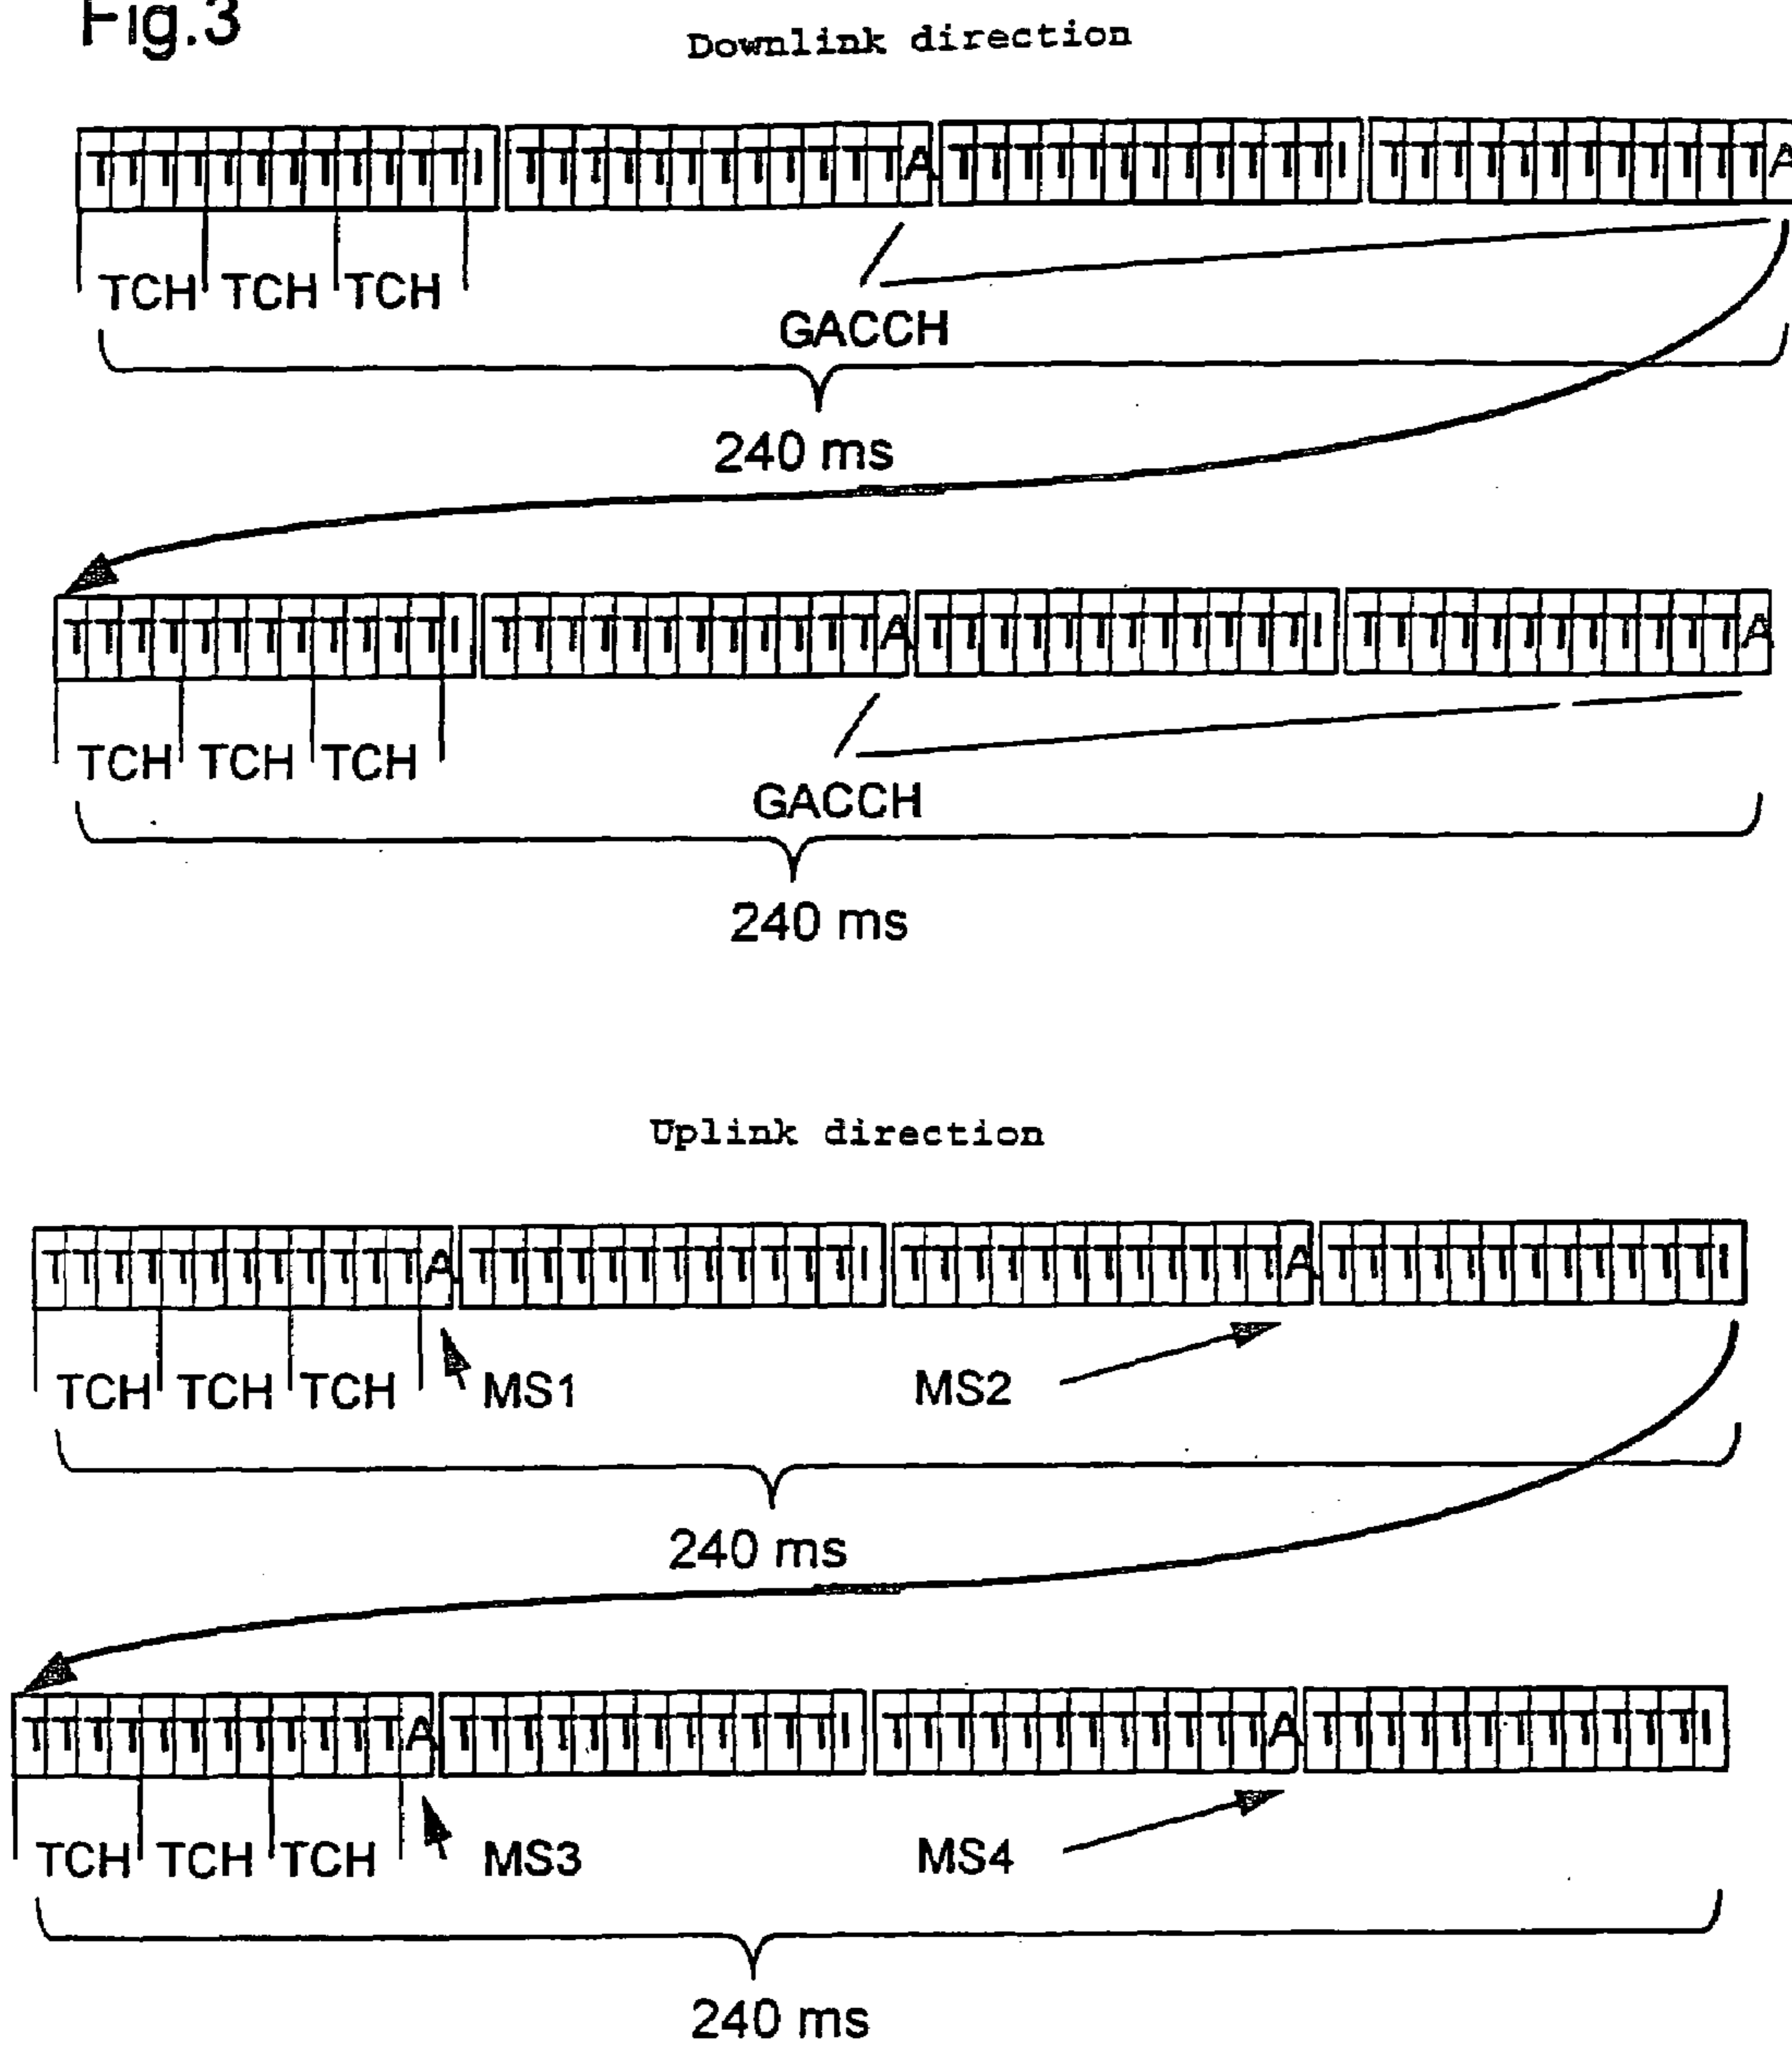 Fig.3
Downlink direction
TTTTTTTTTTTTI TTTTTTTTTTTTA TTTTTTTTTTTTI TTTTTTTTTTTTA
TCH TCH TCH
GACCH
240 ms
TTTTTTTTTTTTI TTTTTTTTTTTTA TTTTTTTTTTTTI TTTTTTTTTTTTA
TCH TCH TCH
GACCH
240 ms
Uplink direction
TTTTTTTTTTTTA TTTTTTTTTTTTI TTTTTTTTTTTTA TTTTTTTTTTTTI
TCH TCH TCH MS1 MS2
240 ms
TTTTTTTTTTTTA TTTTTTTTTTTTI TTTTTTTTTTTTA TTTTTTTTTTTTI
TCH TCH TCH MS3 MS4
240 ms